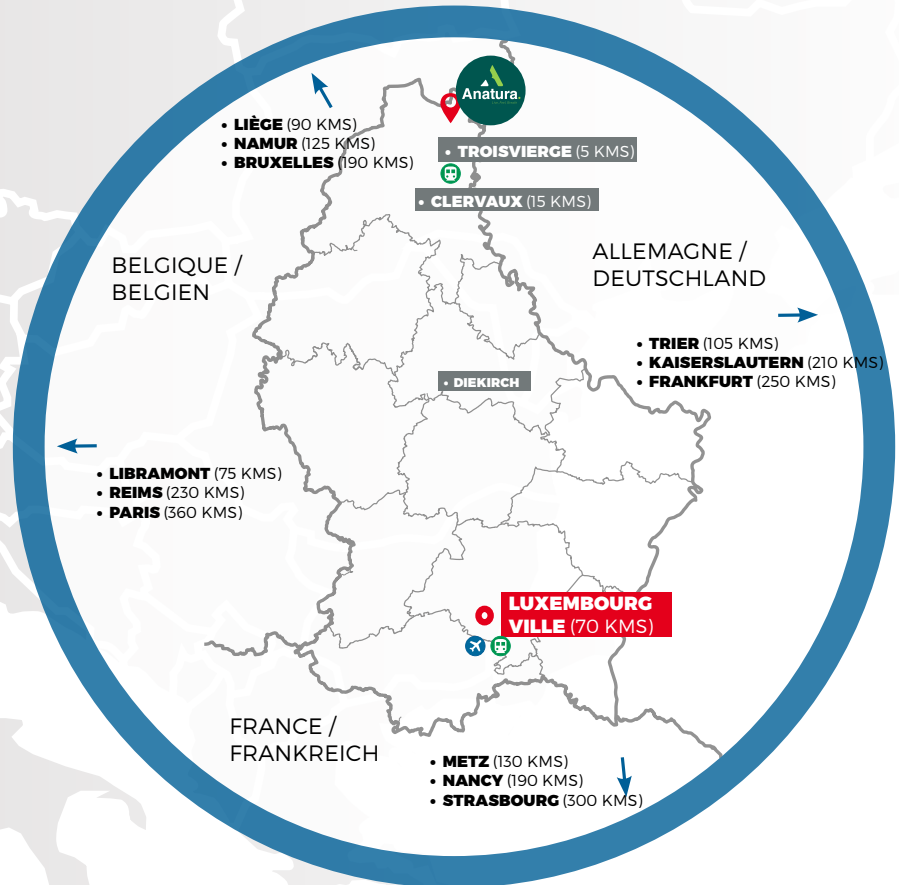 Anatura.
• LIÈGE (90 KMS)
• NAMUR (125 KMS)
• BRUXELLES (190 KMS)
• TROISVIERGE (5 KMS)
• CLERVAUX (15 KMS)
BELGIQUE /
BELGIEN
ALLEMAGNE /
DEUTSCHLAND
• TRIER (105 KMS)
• KAISERSLAUTERN (210 KMS)
• FRANKFURT (250 KMS)
• DIEKIRCH
• LIBRAMONT (75 KMS)
• REIMS (230 KMS)
• PARIS (360 KMS)
LUXEMBOURG
VILLE (70 KMS)
FRANCE /
FRANKREICH
• METZ (130 KMS)
• NANCY (190 KMS)
• STRASBOURG (300 KMS)